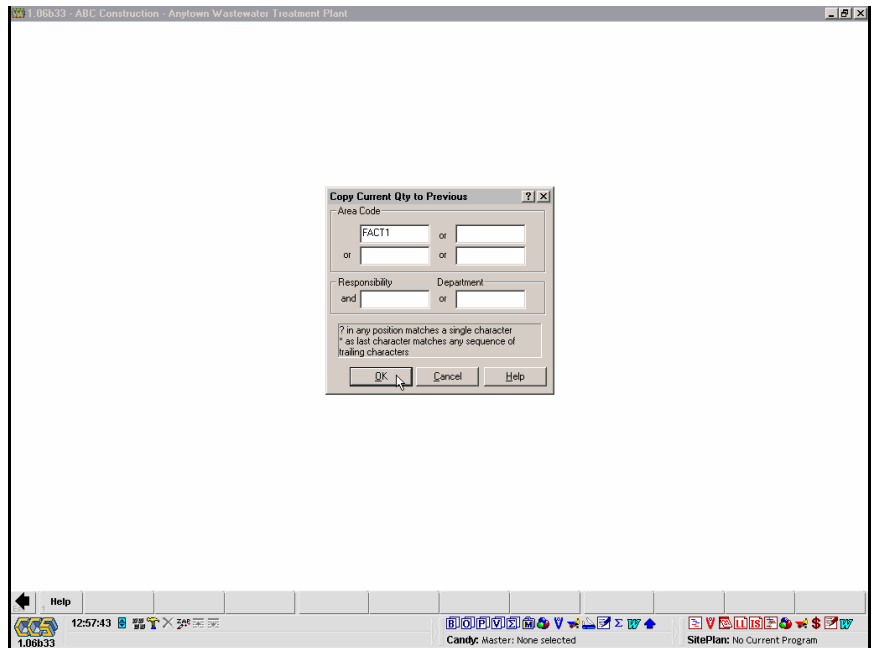 1.06b33 - ABC Construction - Anytown Wastewater Treatment Plant
Copy Current Qty to Previous
Area Code
FACT1 or
or or
Responsibility Department
and or
? in any position matches a single character
* as last character matches any sequence of
trailing characters
OK Cancel Help
Help
12:57:43
CCS
1.06b33
Candy: Master: None selected
SitePlan: No Current Program